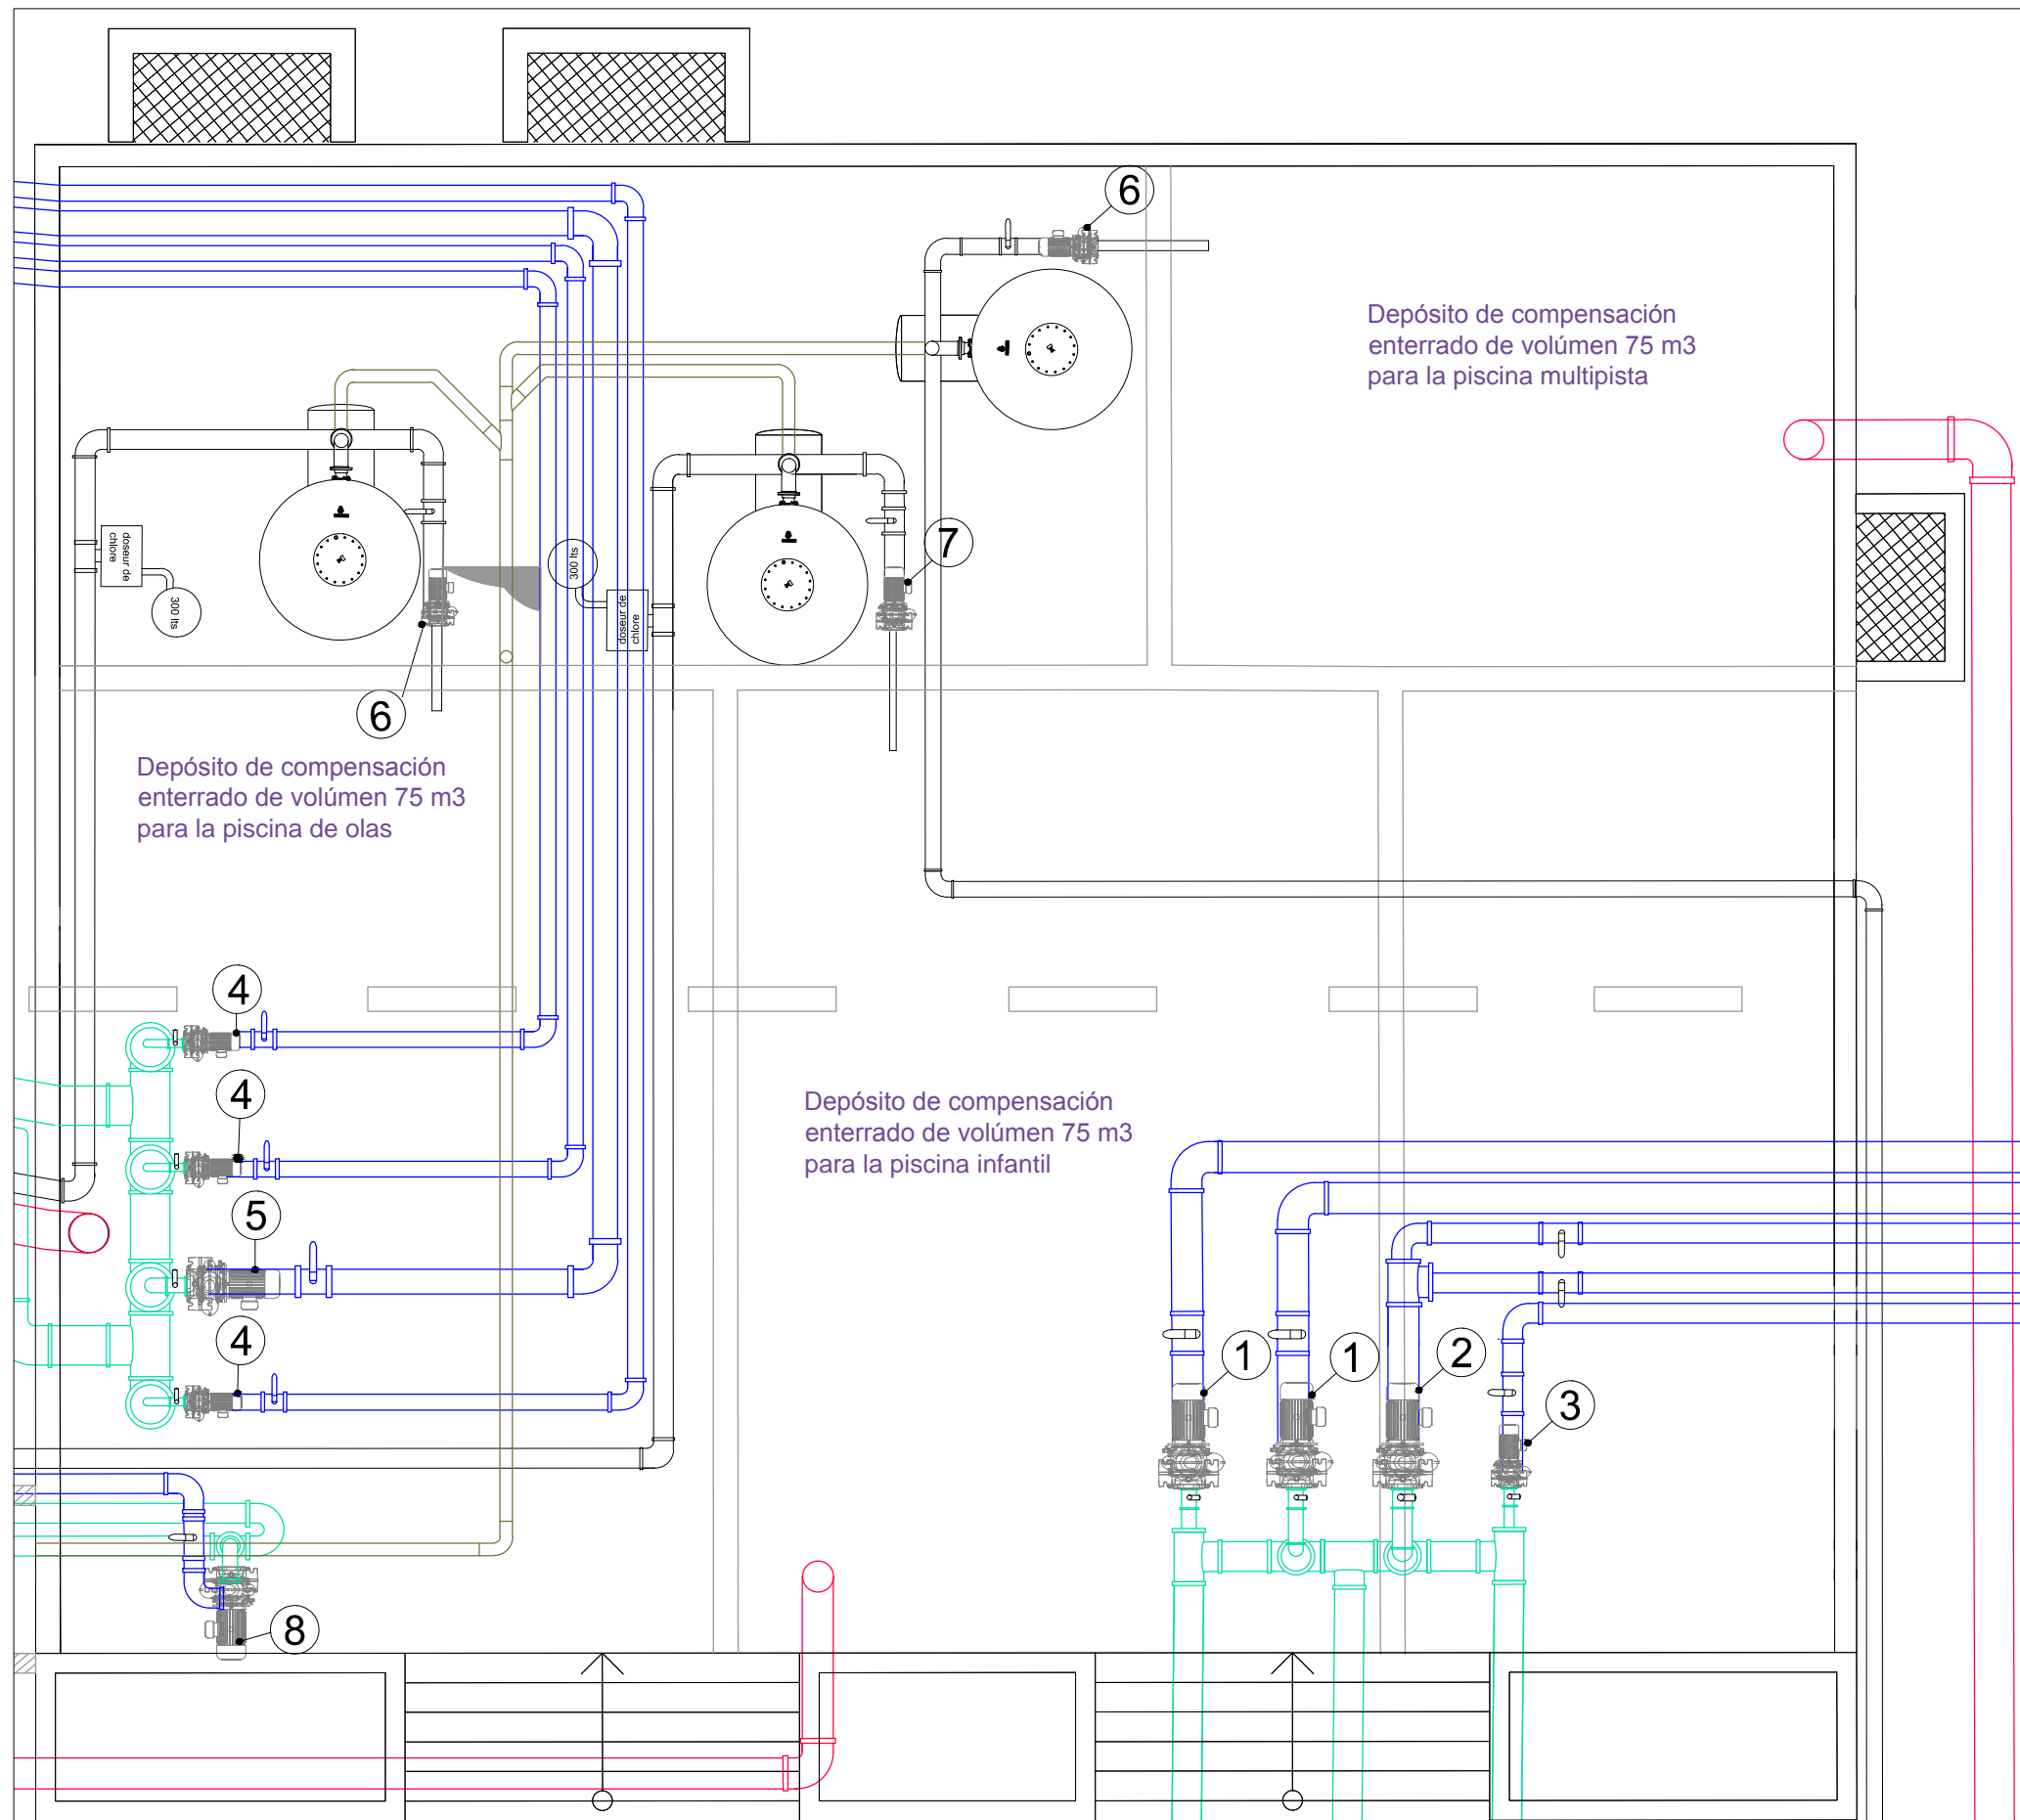 6
Depósito de compensación
enterrado de volúmen 75 m3
para la piscina multipista
doseur de
chlore
300 lts
300 lts
doseur de
chlore
7
6
Depósito de compensación
enterrado de volúmen 75 m3
para la piscina de olas
4
4
Depósito de compensación
enterrado de volúmen 75 m3
para la piscina infantil
5
4
1
1
2
3
8